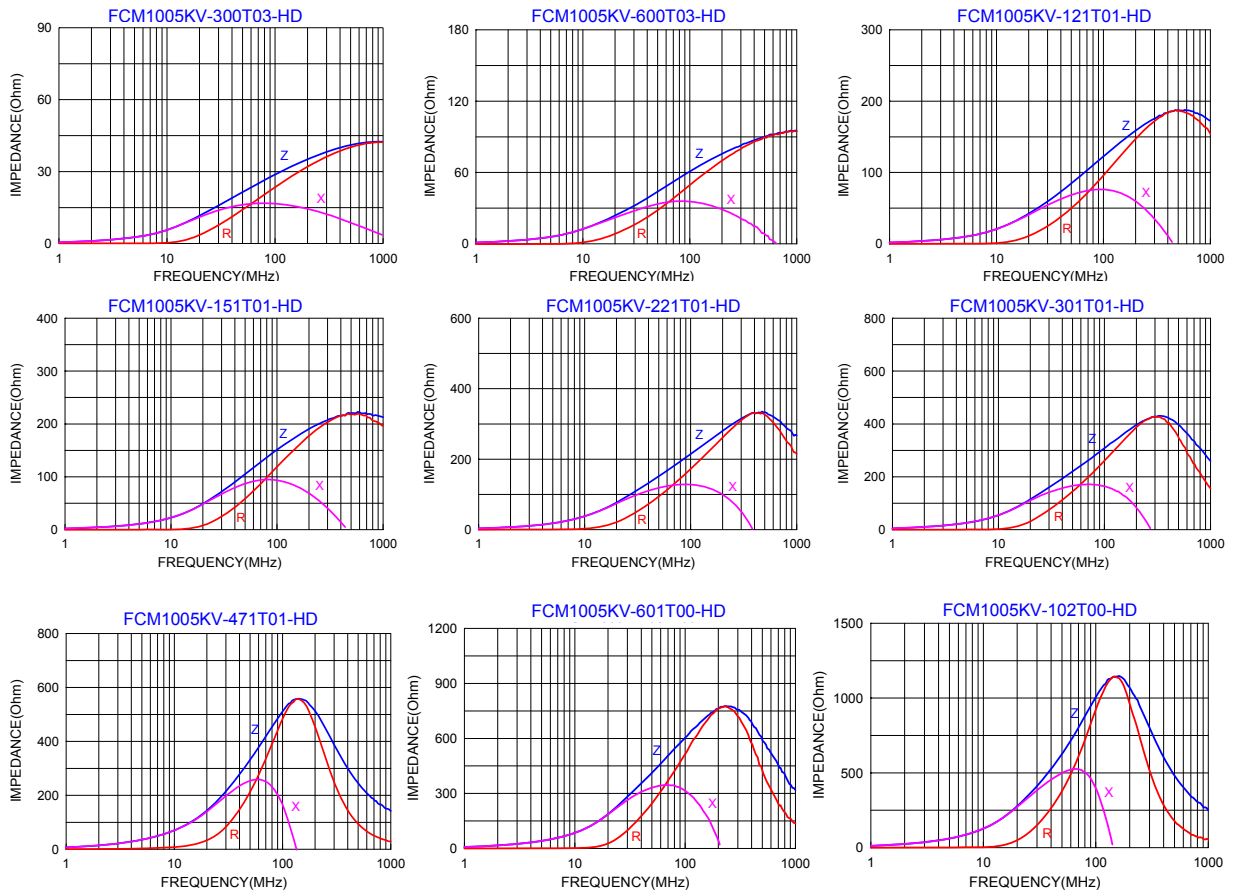 FCM1005KV-300T03-HD
90
60
30
0
IMPEDANCE(Ohm)
Z
X
R
1
10
100
1000
FREQUENCY(MHz)
FCM1005KV-600T03-HD
180
120
60
0
IMPEDANCE(Ohm)
Z
X
R
1
10
100
1000
FREQUENCY(MHz)
FCM1005KV-121T01-HD
300
200
100
0
IMPEDANCE(Ohm)
Z
X
R
1
10
100
1000
FREQUENCY(MHz)
FCM1005KV-151T01-HD
400
300
200
100
0
IMPEDANCE(Ohm)
Z
X
R
1
10
100
1000
FREQUENCY(MHz)
FCM1005KV-221T01-HD
600
400
200
0
IMPEDANCE(Ohm)
Z
X
R
1
10
100
1000
FREQUENCY(MHz)
FCM1005KV-301T01-HD
800
600
400
200
0
IMPEDANCE(Ohm)
Z
X
R
1
10
100
1000
FREQUENCY(MHz)
FCM1005KV-471T01-HD
800
600
400
200
0
IMPEDANCE(Ohm)
Z
X
R
1
10
100
1000
FREQUENCY(MHz)
FCM1005KV-601T00-HD
1200
900
600
300
0
IMPEDANCE(Ohm)
Z
X
R
1
10
100
1000
FREQUENCY(MHz)
FCM1005KV-102T00-HD
1500
1000
500
0
IMPEDANCE(Ohm)
Z
X
R
1
10
100
1000
FREQUENCY(MHz)